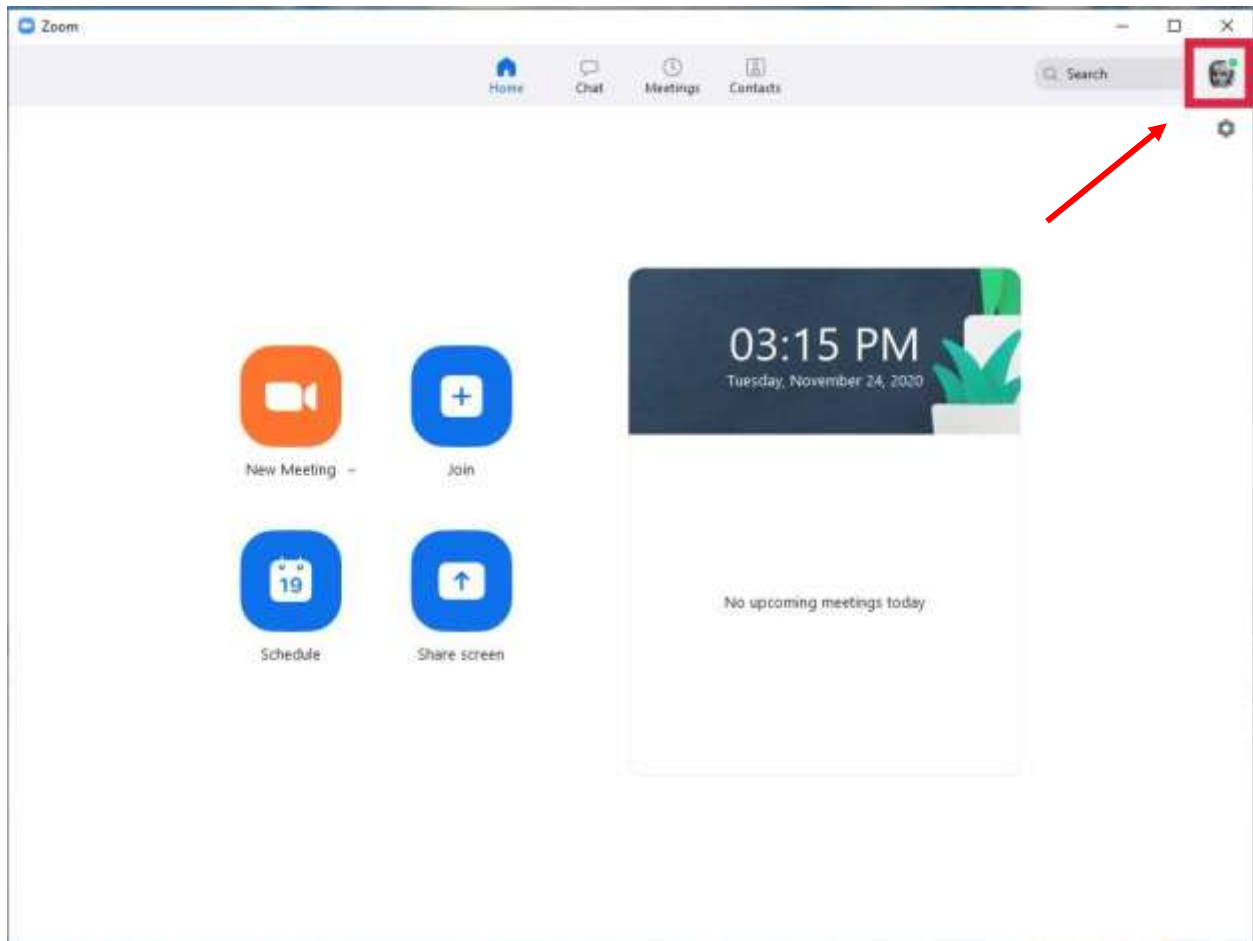 Zoom
Home
Chat
Meetings
Contacts
Search
03:15 PM
Tuesday, November 24, 2020
New Meeting
Join
19
Schedule
Share screen
No upcoming meetings today